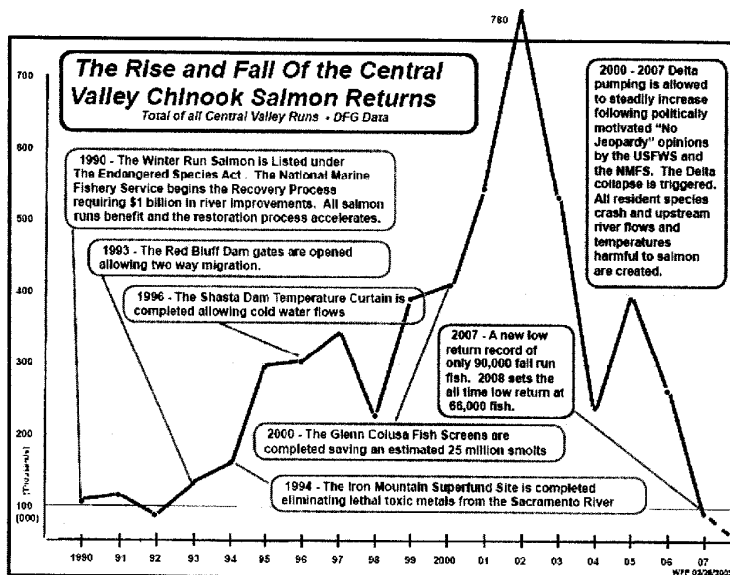 780
The Rise and Fall Of the Central
Valley Chinook Salmon Returns
Total of all Central Valley Runs - DFG Data
1990 - The Winter Run Salmon is Listed under
The Endangered Species Act . The National Marine
Fishery Service begins the Recovery Process
requiring $1 billion in river improvements. All salmon
runs benefit and the restoration process accelerates.
1993 - The Red Bluff Dam gates are opened
allowing two way migration.
1996 - The Shasta Dam Temperature Curtain is
completed allowing cold water flows
2000 - 2007 Delta
pumping is allowed
to steadily increase
following politically
motivated "No
Jeopardy" opinions
by the USFWS and
the NMFS. The Delta
collapse is triggered.
All resident species
crash and upstream
river flows and
temperatures
harmful to salmon
are created.
2007 - A new low
return record of
only 90,000 fall run
fish. 2008 sets the
all time low return at
66,000 fish.
2000 - The Glenn Colusa Fish Screens are
completed saving an estimated 25 million smolts
1994 - The Iron Mountain Superfund Site is completed
eliminating lethal toxic metals from the Sacramento River
700
600
500
400
300
200
100
(000)
(Thousands)
1990 91 92 93 94 95 96 97 98 99 2000 01 02 03 04 05 06 07